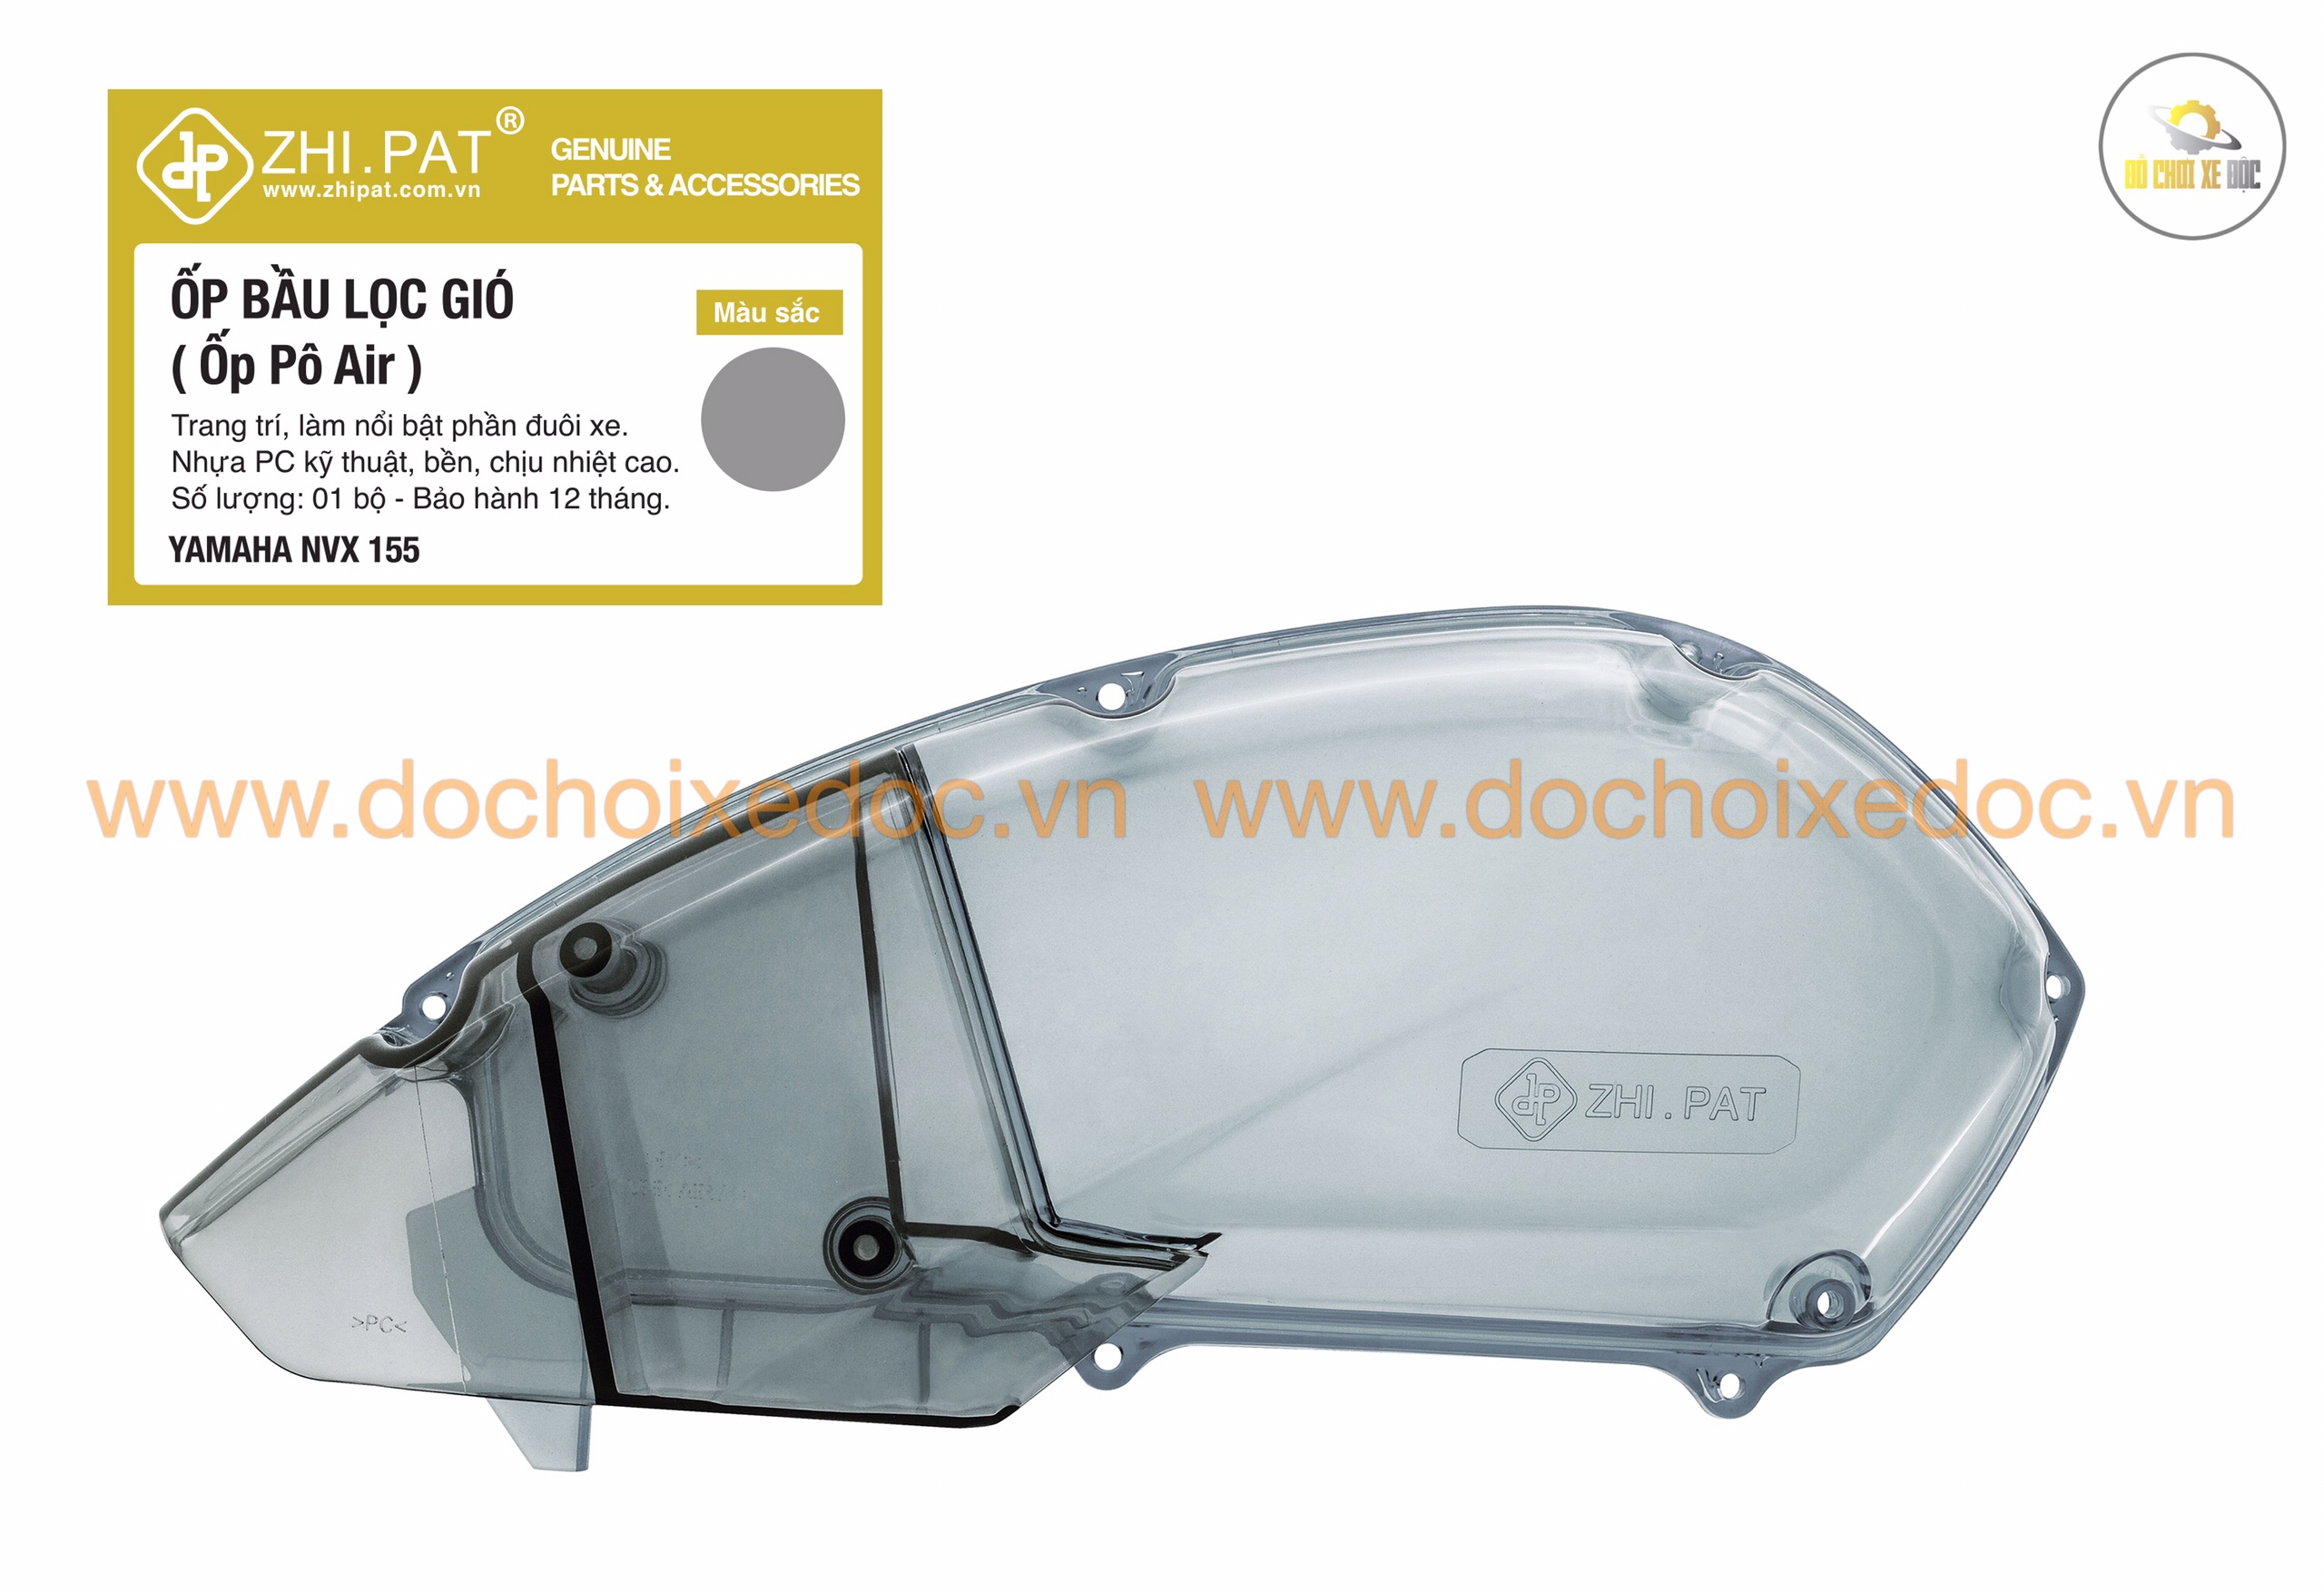 ZHI.PAT®
www.zhipat.com.vn
GENUINE
PARTS & ACCESSORIES
ỐP BẦU LỌC GIÓ
( Ốp Pô Air )
Màu sắc
Trang trí, làm nổi bật phần đuôi xe.
Nhựa PC kỹ thuật, bền, chịu nhiệt cao.
Số lượng: 01 bộ - Bảo hành 12 tháng.
YAMAHA NVX 155
ĐỒ CHƠI XE ĐỘC
www.dochoixedoc.vn www.dochoixedoc.vn
ZHI.PAT
>PC<